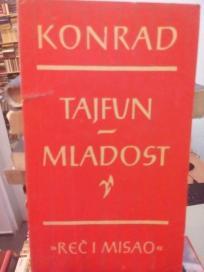 KONRAD
TAJFUN
–
MLADOST
»REČ I MISAO«